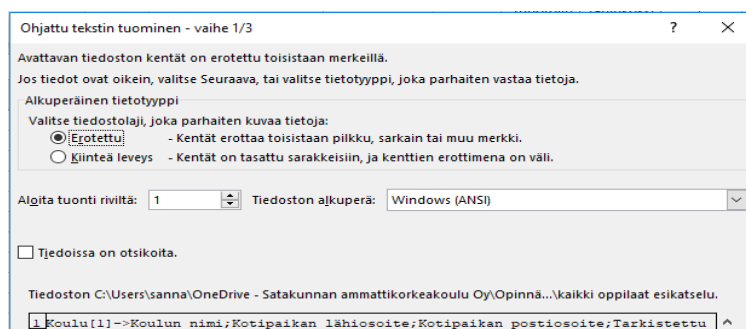 Ohjattu tekstin tuominen - vaihe 1/3 ? ×
Avattavan tiedoston kentät on erotettu toisistaan merkeillä.
Jos tiedot ovat oikein, valitse Seuraava, tai valitse tietotyyppi, joka parhaiten vastaa tietoja.
Alkuperäinen tietotyyppi
Valitse tiedostolaji, joka parhaiten kuvaa tietoja:
Erotettu - Kentät erottaa toisistaan pilkku, sarkain tai muu merkki.
Kiinteä leveys - Kentät on tasattu sarakkeisiin, ja kenttien erottimena on väli.
Aloita tuonti riviltä: 1 Tiedoston alkuperä: Windows (ANSI)
Tiedoissa on otsikoita.
Tiedoston C:\Users\sanna\OneDrive - Satakunnan ammattikorkeakoulu Oy\Opinnä...\kaikki oppilaat esikatselu.
1 Koulu[1]->Koulun nimi;Kotipaikan lähiosoite;Kotipaikan postiosoite;Tarkistettu